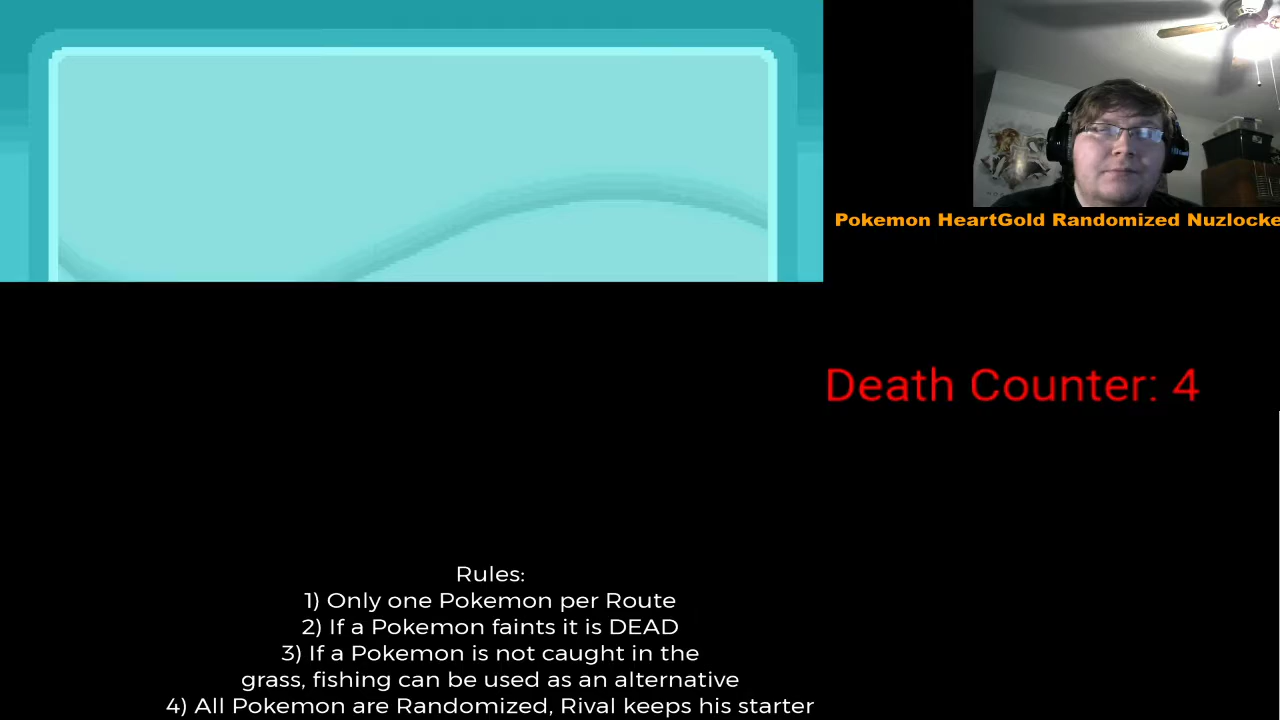 Pokemon HeartGold Randomized Nuzlocke
Death Counter: 4
Rules:
1) Only one Pokemon per Route
2) If a Pokemon faints it is DEAD
3) If a Pokemon is not caught in the
grass, fishing can be used as an alternative
4) All Pokemon are Randomized, Rival keeps his starter